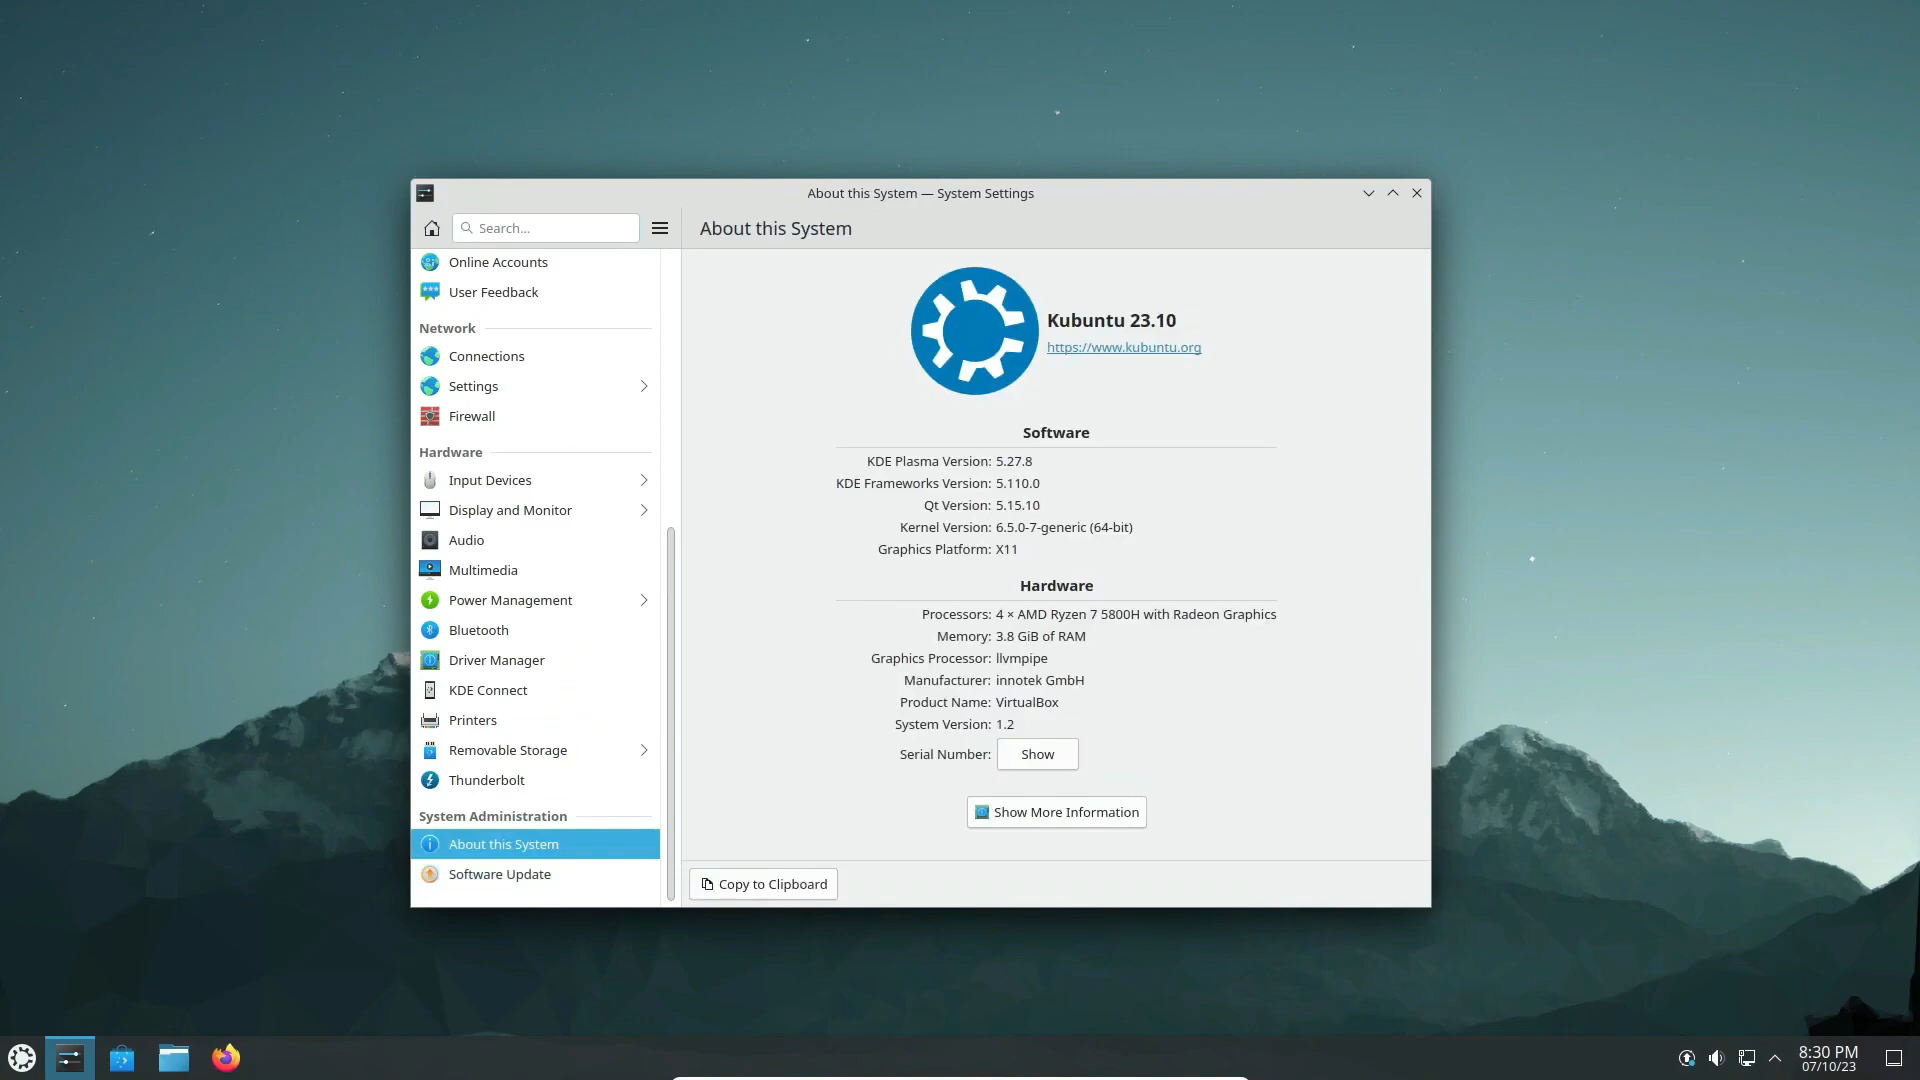 About this System — System Settings
Search...
About this System
Online Accounts
User Feedback
Network
Connections
Settings
Firewall
Hardware
Input Devices
Display and Monitor
Audio
Multimedia
Power Management
Bluetooth
Driver Manager
KDE Connect
Printers
Removable Storage
Thunderbolt
System Administration
About this System
Software Update
Kubuntu 23.10
https://www.kubuntu.org
Software
KDE Plasma Version: 5.27.8
KDE Frameworks Version: 5.110.0
Qt Version: 5.15.10
Kernel Version: 6.5.0-7-generic (64-bit)
Graphics Platform: X11
Hardware
Processors: 4 × AMD Ryzen 7 5800H with Radeon Graphics
Memory: 3.8 GiB of RAM
Graphics Processor: llvmpipe
Manufacturer: innotek GmbH
Product Name: VirtualBox
System Version: 1.2
Serial Number: Show
Show More Information
Copy to Clipboard
8:30 PM
07/10/23